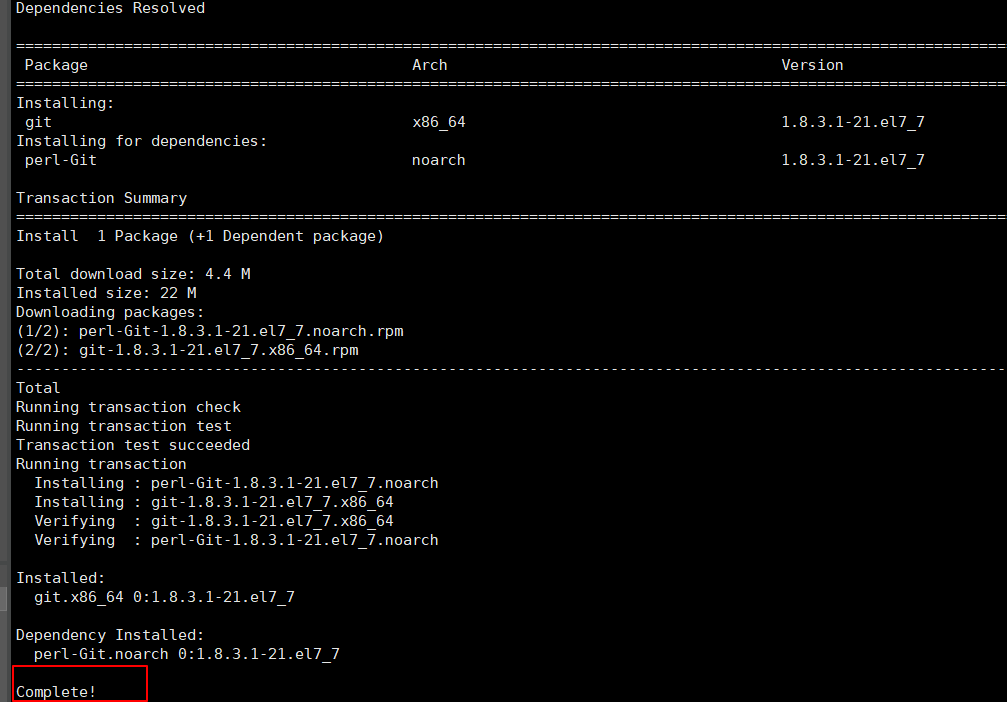 Dependencies Resolved
================================================================================
Package Arch Version
================================================================================
Installing:
git x86_64 1.8.3.1-21.el7_7
Installing for dependencies:
perl-Git noarch 1.8.3.1-21.el7_7
Transaction Summary
================================================================================
Install  1 Package (+1 Dependent package)
Total download size: 4.4 M
Installed size: 22 M
Downloading packages:
(1/2): perl-Git-1.8.3.1-21.el7_7.noarch.rpm
(2/2): git-1.8.3.1-21.el7_7.x86_64.rpm
--------------------------------------------------------------------------------
Total
Running transaction check
Running transaction test
Transaction test succeeded
Running transaction
  Installing : perl-Git-1.8.3.1-21.el7_7.noarch
  Installing : git-1.8.3.1-21.el7_7.x86_64
  Verifying  : git-1.8.3.1-21.el7_7.x86_64
  Verifying  : perl-Git-1.8.3.1-21.el7_7.noarch
Installed:
  git.x86_64 0:1.8.3.1-21.el7_7
Dependency Installed:
  perl-Git.noarch 0:1.8.3.1-21.el7_7
Complete!